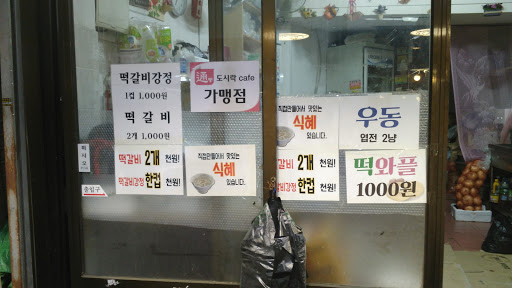 떡갈비강정
1컵 1,000원
떡 갈 비
2개 1,000원
通 도시락 cafe
가맹점
떡갈비 2개 천원!
떡갈비강정 한컵 천원!
직접만들어서 맛있는
식혜
있습니다.
직접만들어서 맛있는
식혜
있습니다.
갈비 2개 천원!
갈비강정 한컵 천원!
우동
엽전 2냥
떡와플
1000원
출입구